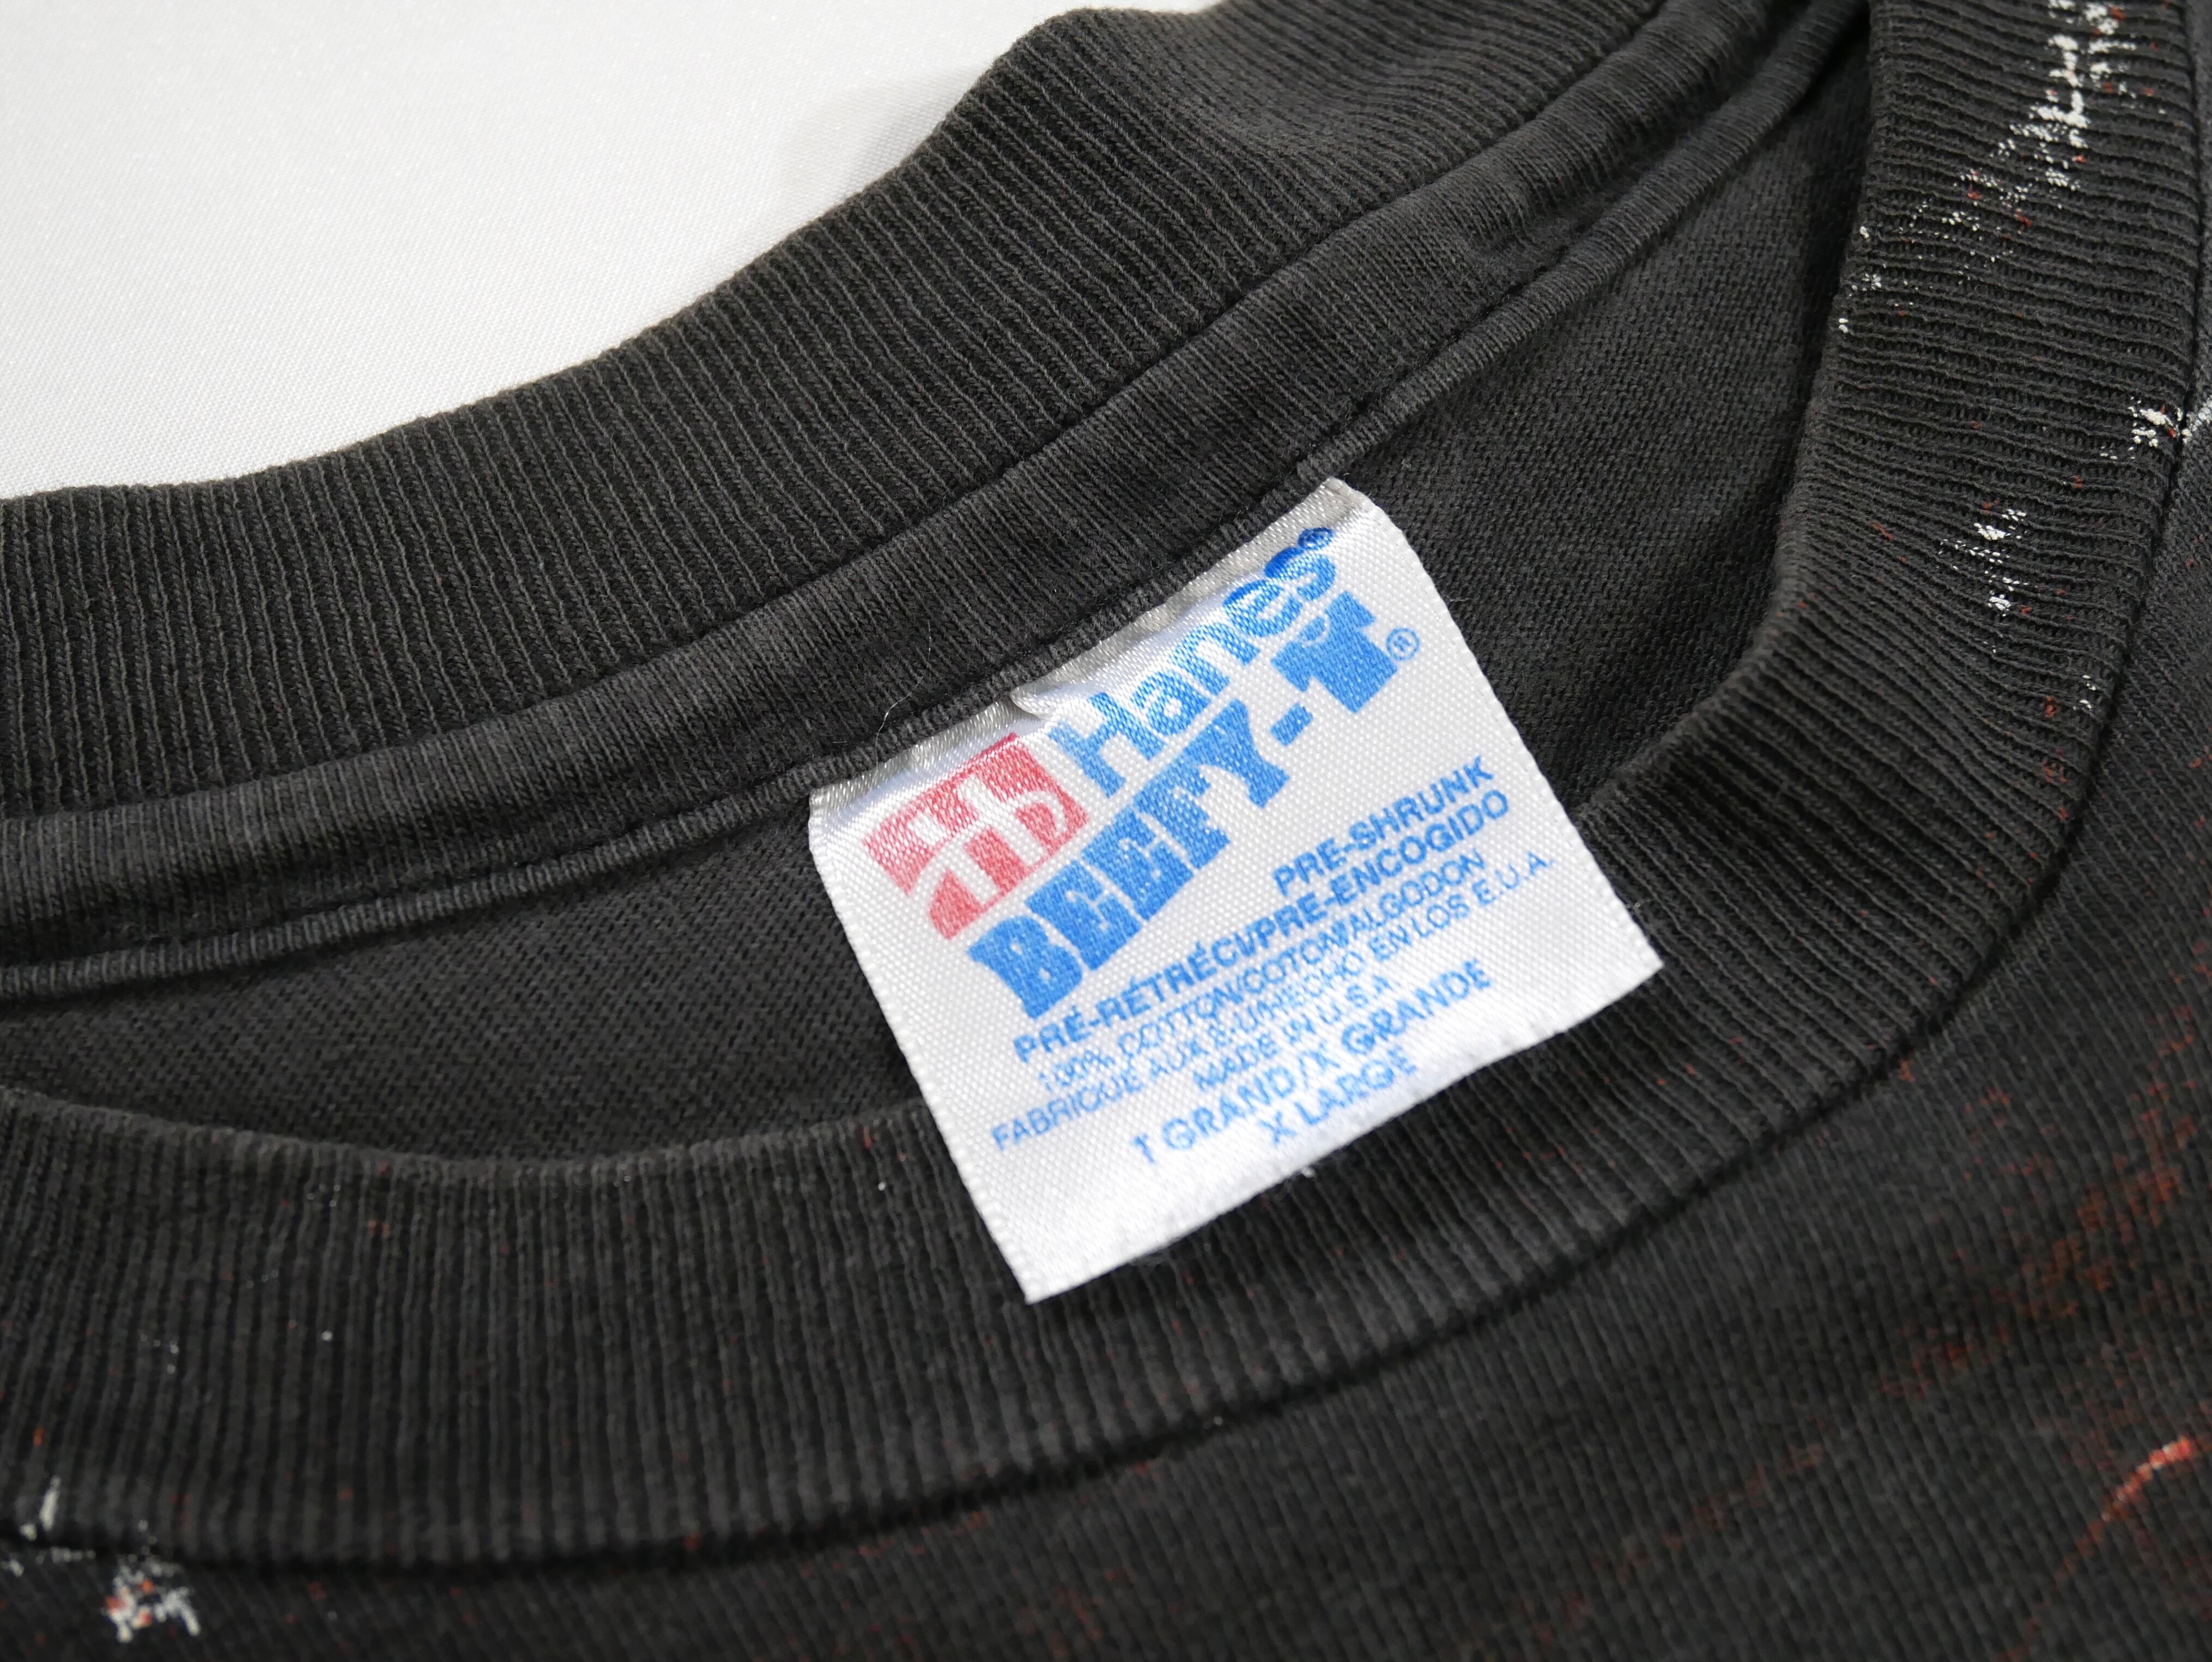 Hanes®
BEEFY-T®
PRE-SHRUNK
PRÉ-RÉTRÉCI/PRE-ENCOGIDO
100% COTTON/COTON/ALGODON
FABRIQUÉ AUX É-U/HECHO EN LOS E.U.A.
MADE IN U.S.A
T GRAND/X GRANDE
X LARGE